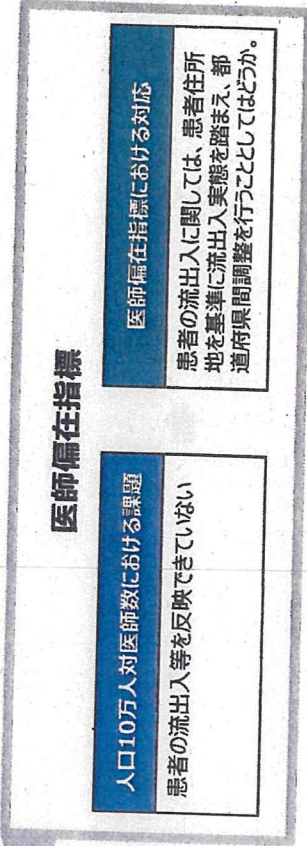 医師偏在指標
人口10万人対医師数における課題
患者の流出入等を反映できていない
医師偏在指標における対応
患者の流出入に関しては、患者住所
地を基準に流出入実態を踏まえ、都
道府県間調整を行うこととしてはどうか。